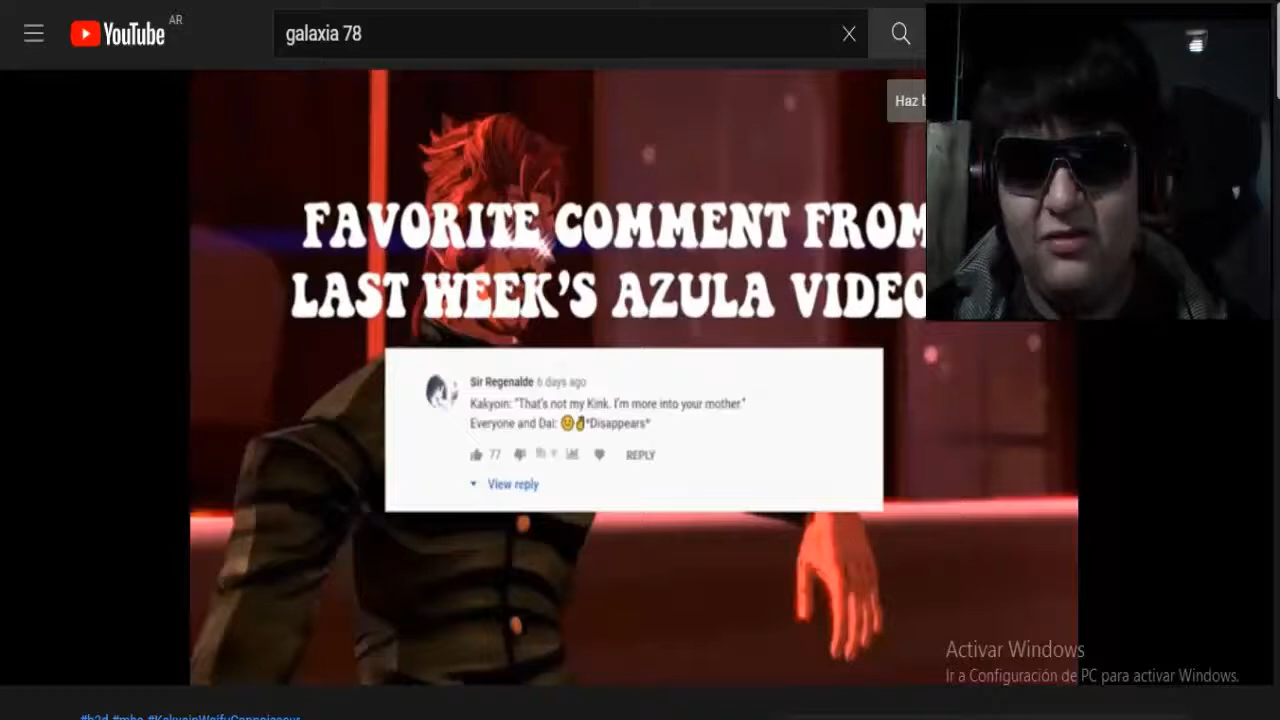 YouTube AR
galaxia 78
Haz
FAVORITE COMMENT FROM
LAST WEEK'S AZULA VIDEO
Sir Regenalde 6 days ago
Kakyoin: "That's not my Kink. I'm more into your mother."
Everyone and Dai: 😐👌*Disappears*
77
REPLY
View reply
Activar Windows
Ir a Configuración de PC para activar Windows.